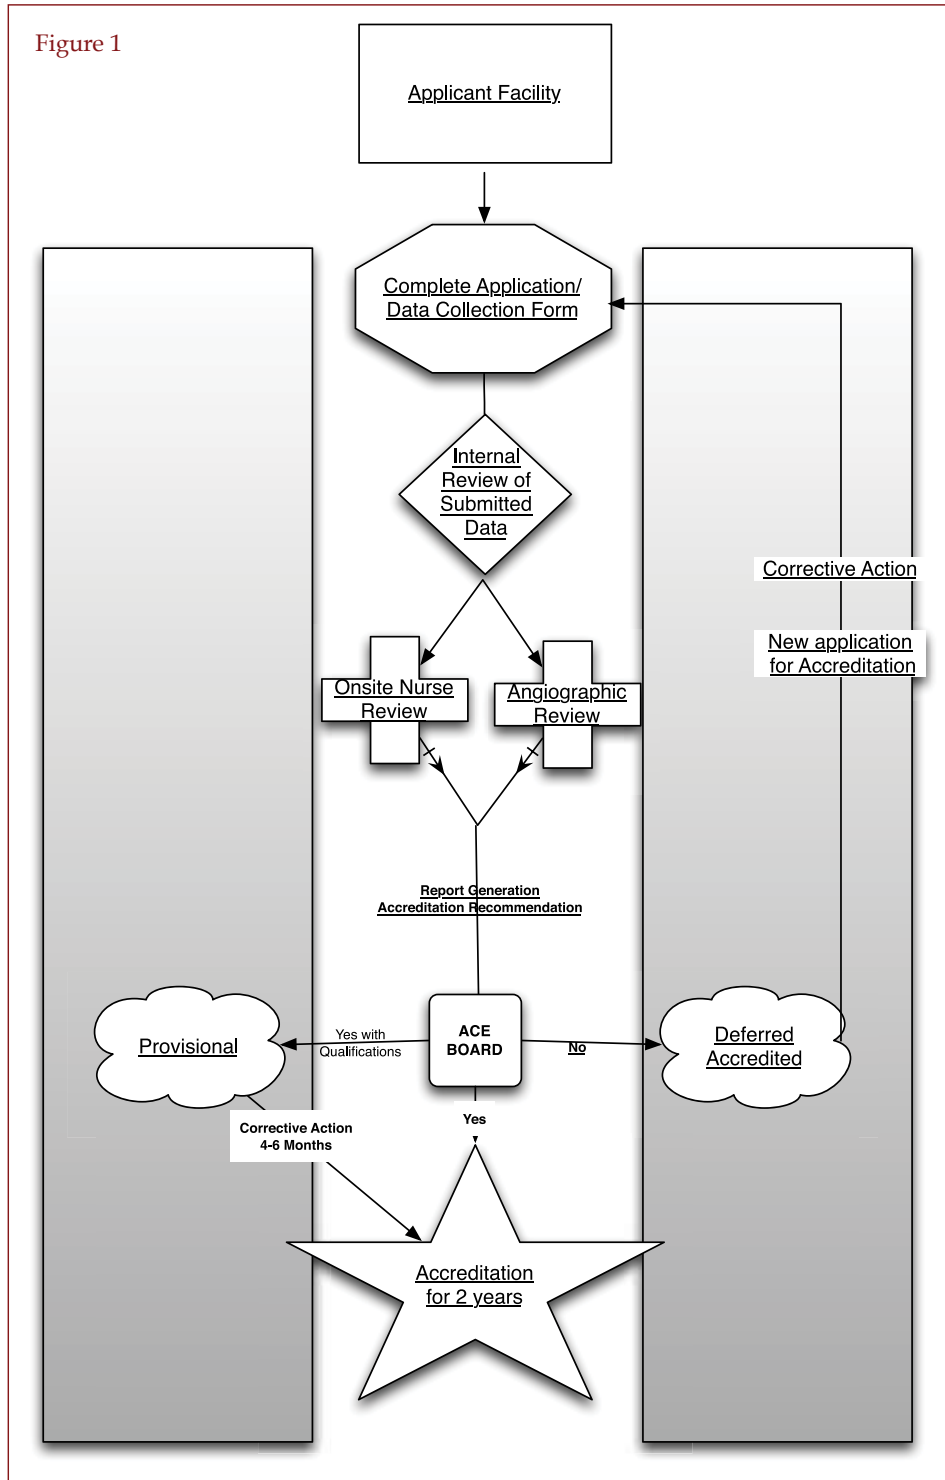 Figure 1
Applicant Facility
Complete Application/
Data Collection Form
Internal
Review of
Submitted
Data
Corrective Action
New application
for Accreditation
Onsite Nurse
Review
Angiographic
Review
Report Generation
Accreditation Recommendation
Provisional
Yes with
Qualifications
ACE
BOARD
No
Deferred
Accredited
Yes
Corrective Action
4-6 Months
Accreditation
for 2 years